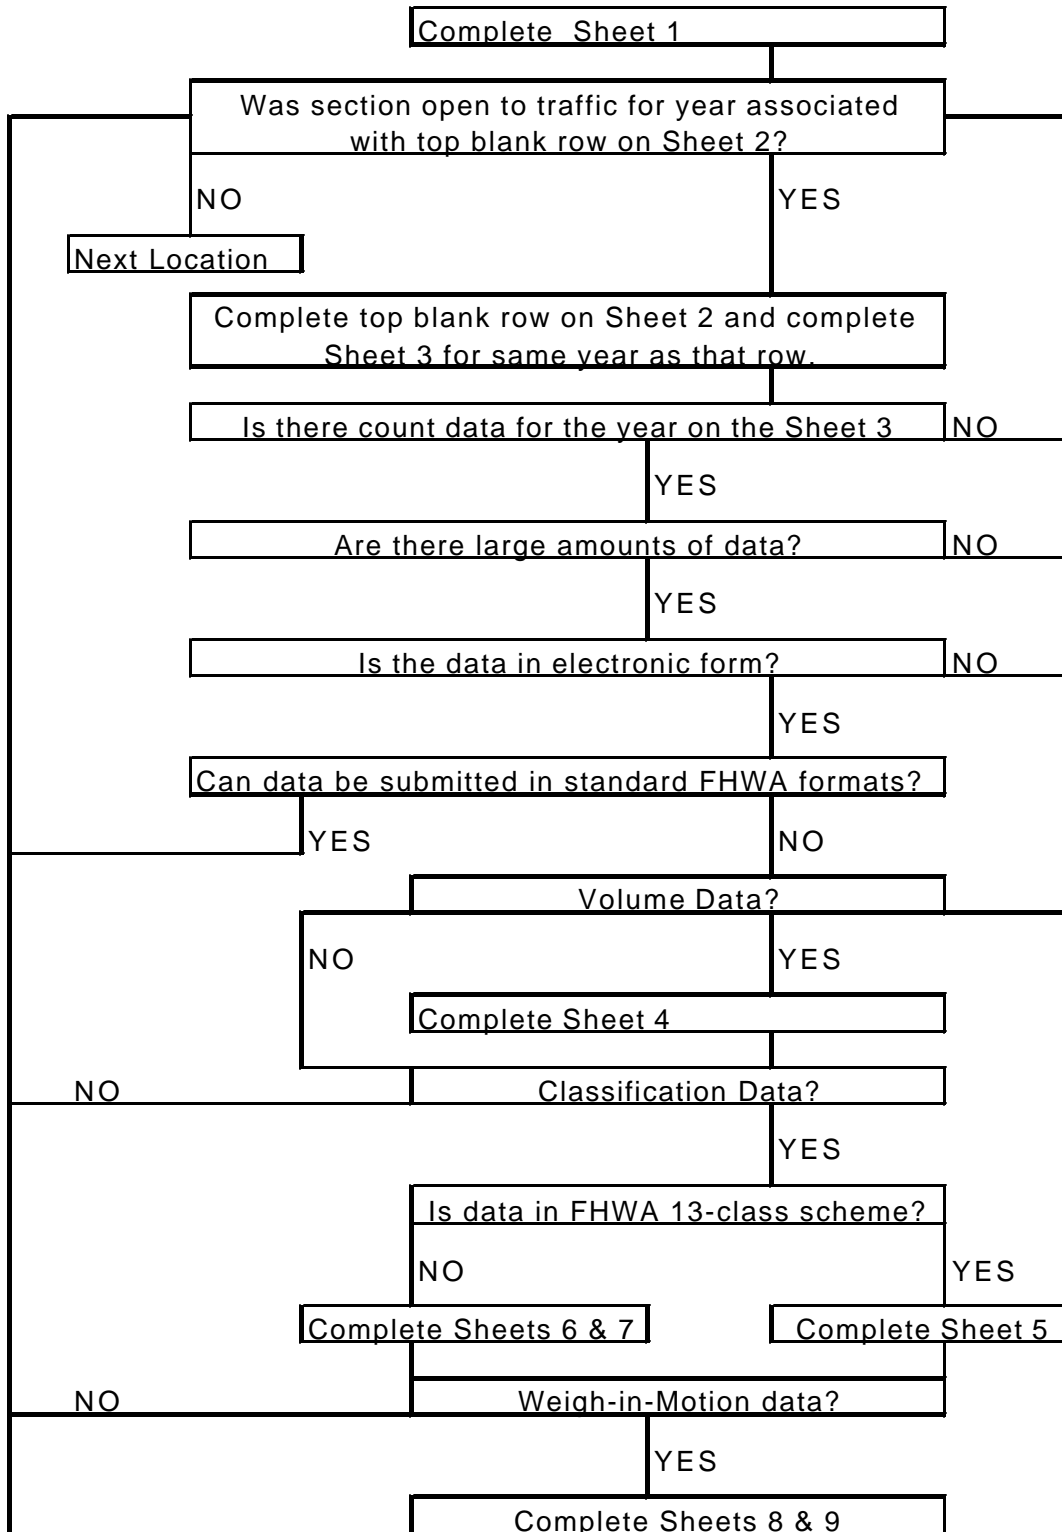 Complete  Sheet 1
Was section open to traffic for year associated
with top blank row on Sheet 2?
NO
YES
Next Location
Complete top blank row on Sheet 2 and complete
Sheet 3 for same year as that row.
Is there count data for the year on the Sheet 3
NO
YES
Are there large amounts of data?
NO
YES
Is the data in electronic form?
NO
YES
Can data be submitted in standard FHWA formats?
YES
NO
Volume Data?
NO
YES
Complete Sheet 4
NO
Classification Data?
YES
Is data in FHWA 13-class scheme?
NO
YES
Complete Sheets 6 & 7
Complete Sheet 5
NO
Weigh-in-Motion data?
YES
Complete Sheets 8 & 9